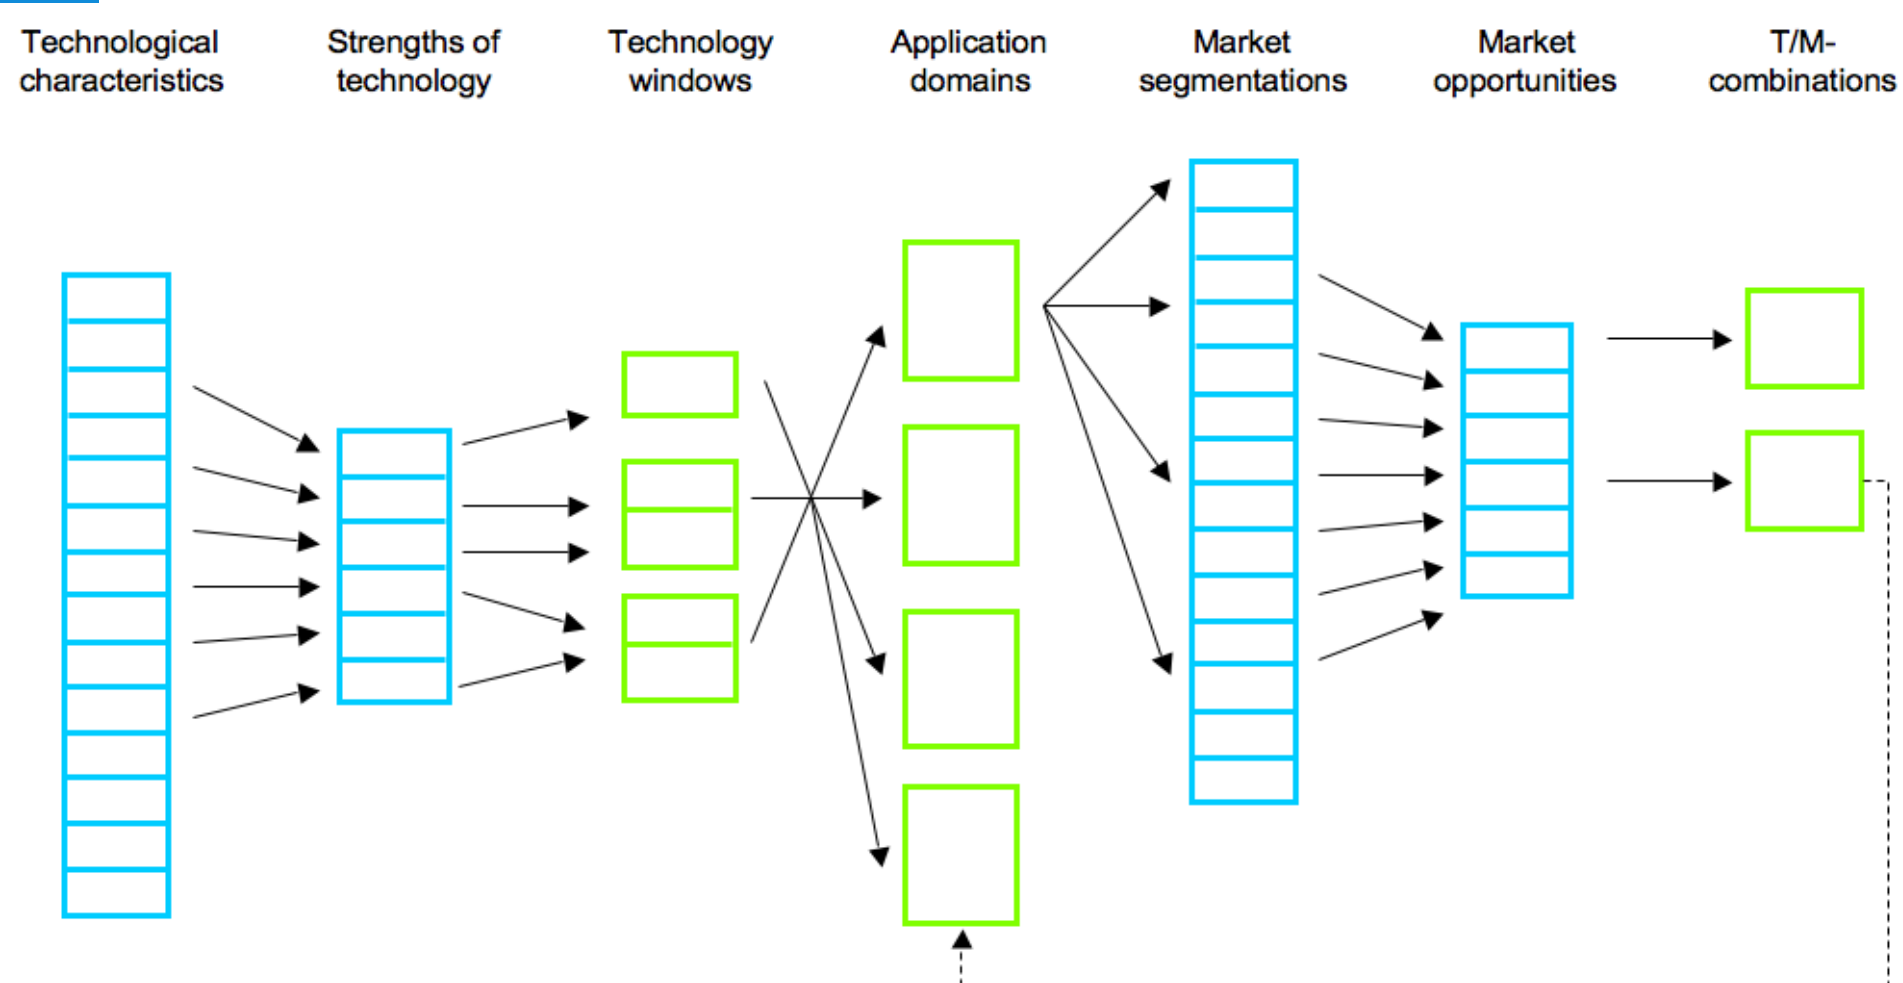 Technological
characteristics
Strengths of
technology
Technology
windows
Application
domains
Market
segmentations
Market
opportunities
T/M-
combinations